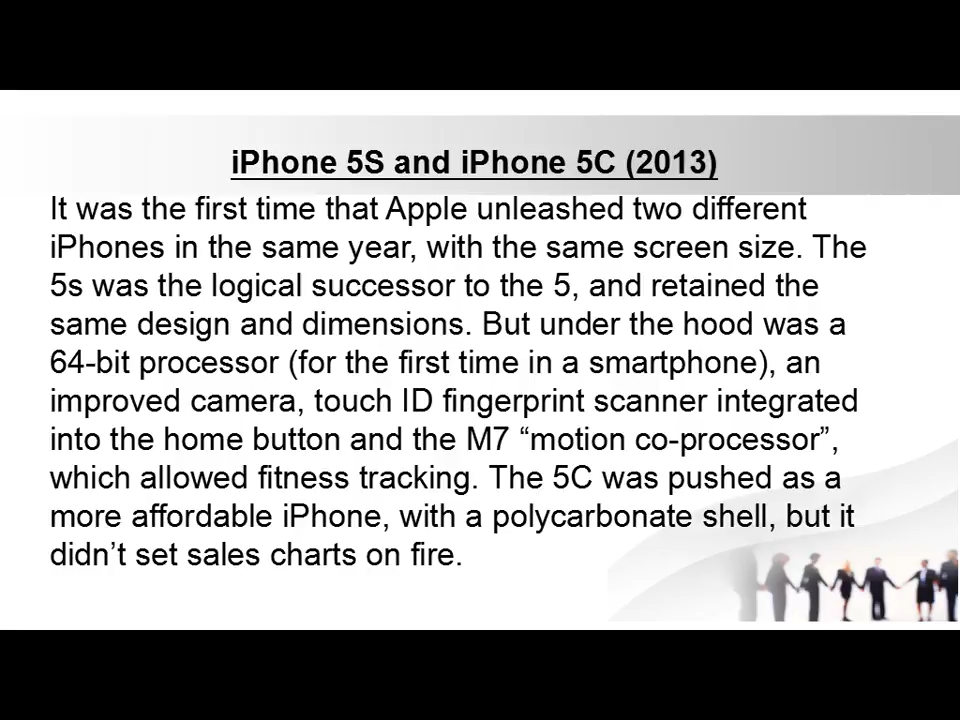 iPhone 5S and iPhone 5C (2013)
It was the first time that Apple unleashed two different
iPhones in the same year, with the same screen size. The
5s was the logical successor to the 5, and retained the
same design and dimensions. But under the hood was a
64-bit processor (for the first time in a smartphone), an
improved camera, touch ID fingerprint scanner integrated
into the home button and the M7 “motion co-processor”,
which allowed fitness tracking. The 5C was pushed as a
more affordable iPhone, with a polycarbonate shell, but it
didn’t set sales charts on fire.